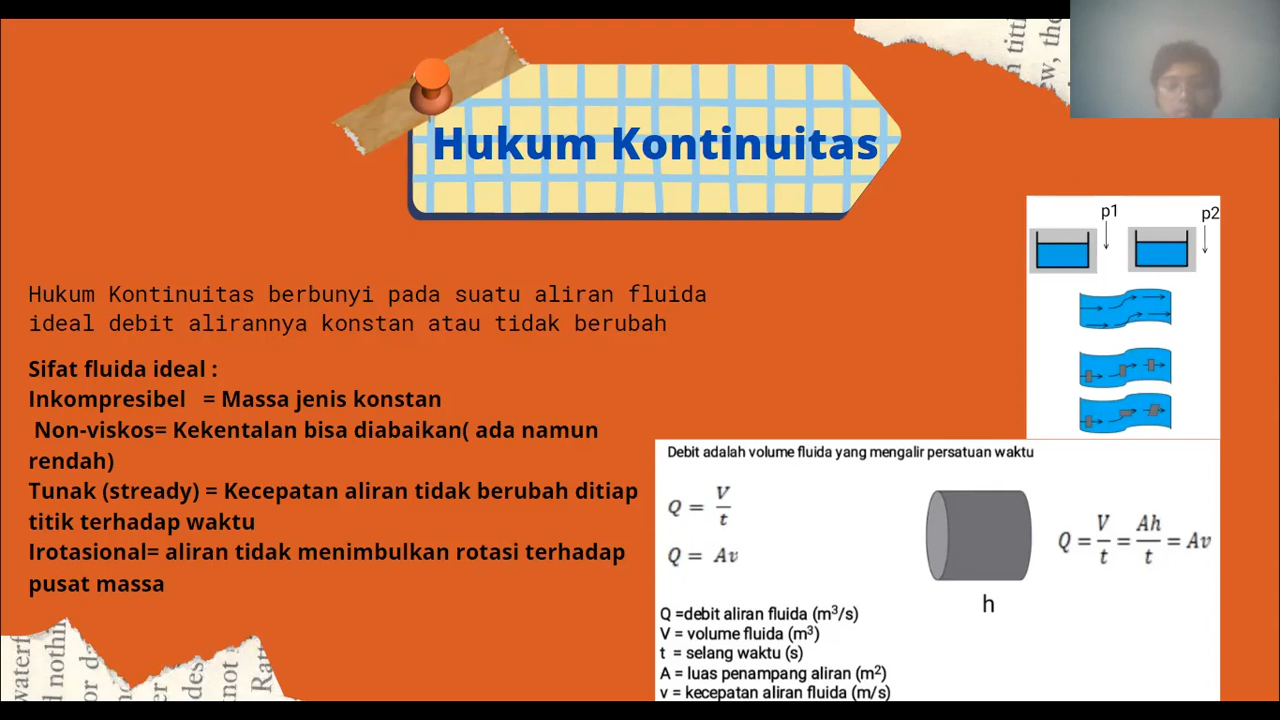 Hukum Kontinuitas
p1
p2
Hukum Kontinuitas berbunyi pada suatu aliran fluida
ideal debit alirannya konstan atau tidak berubah
Sifat fluida ideal :
Inkompresibel = Massa jenis konstan
Non-viskos= Kekentalan bisa diabaikan( ada namun
rendah)
Tunak (stready) = Kecepatan aliran tidak berubah ditiap
titik terhadap waktu
Irotasional= aliran tidak menimbulkan rotasi terhadap
pusat massa
Debit adalah volume fluida yang mengalir persatuan waktu
Q = V/t
Q = Av
h
Q = V/t = Ah/t = Av
Q =debit aliran fluida (m³/s)
V = volume fluida (m³)
t = selang waktu (s)
A = luas penampang aliran (m²)
v = kecepatan aliran fluida (m/s)